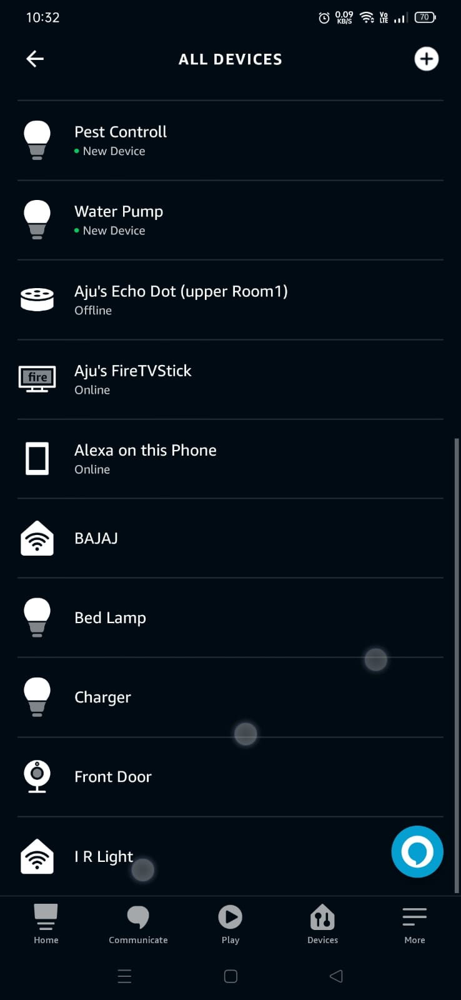 10:32
0.09
KB/S
Vo
LTE
70
ALL DEVICES
Pest Controll
New Device
Water Pump
New Device
Aju's Echo Dot (upper Room1)
Offline
fire
Aju's FireTVStick
Online
Alexa on this Phone
Online
BAJAJ
Bed Lamp
Charger
Front Door
I R Light
Home
Communicate
Play
Devices
More